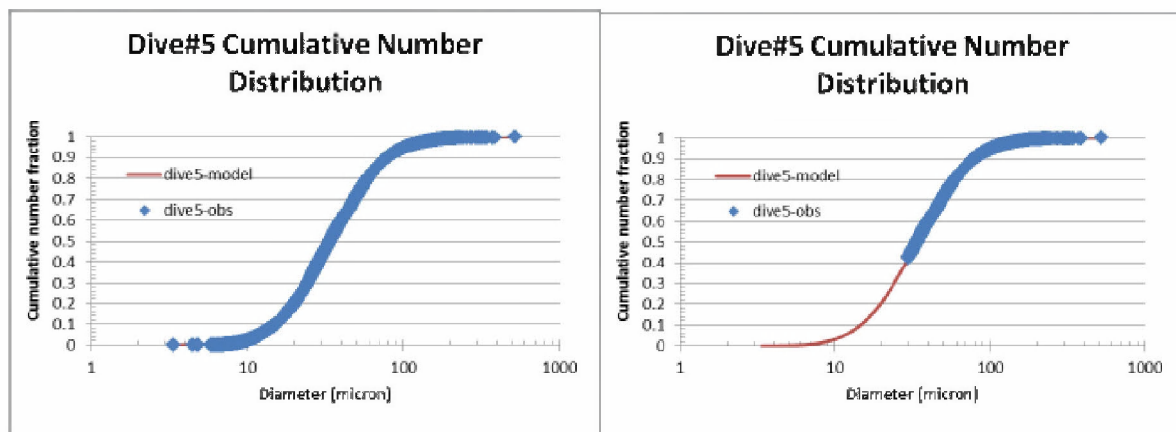 Dive#5 Cumulative Number
Distribution
Cumulative number fraction
1
0.9
0.8
0.7
0.6
0.5
0.4
0.3
0.2
0.1
0
dive5-model
dive5-obs
1
10
100
1000
Diameter (micron)
Dive#5 Cumulative Number
Distribution
Cumulative number fraction
1
0.9
0.8
0.7
0.6
0.5
0.4
0.3
0.2
0.1
0
dive5-model
dive5-obs
1
10
100
1000
Diameter (micron)